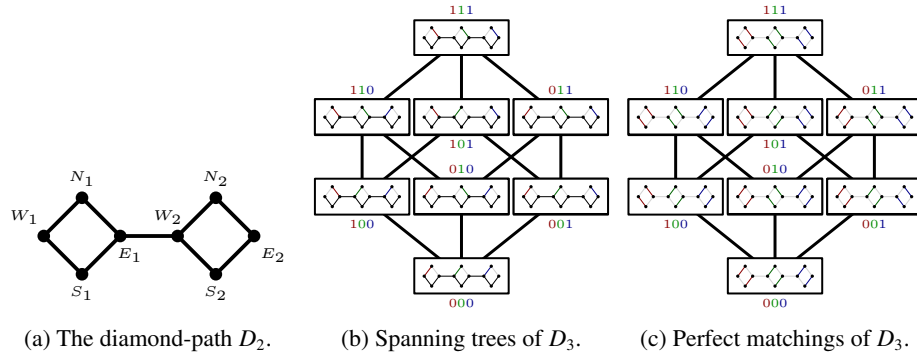 N₁
N₂
W₁
W₂
E₁
E₂
S₁
S₂
(a) The diamond-path D₂.
111
110
011
101
010
100
001
000
(b) Spanning trees of D₃.
111
110
011
101
010
100
001
000
(c) Perfect matchings of D₃.